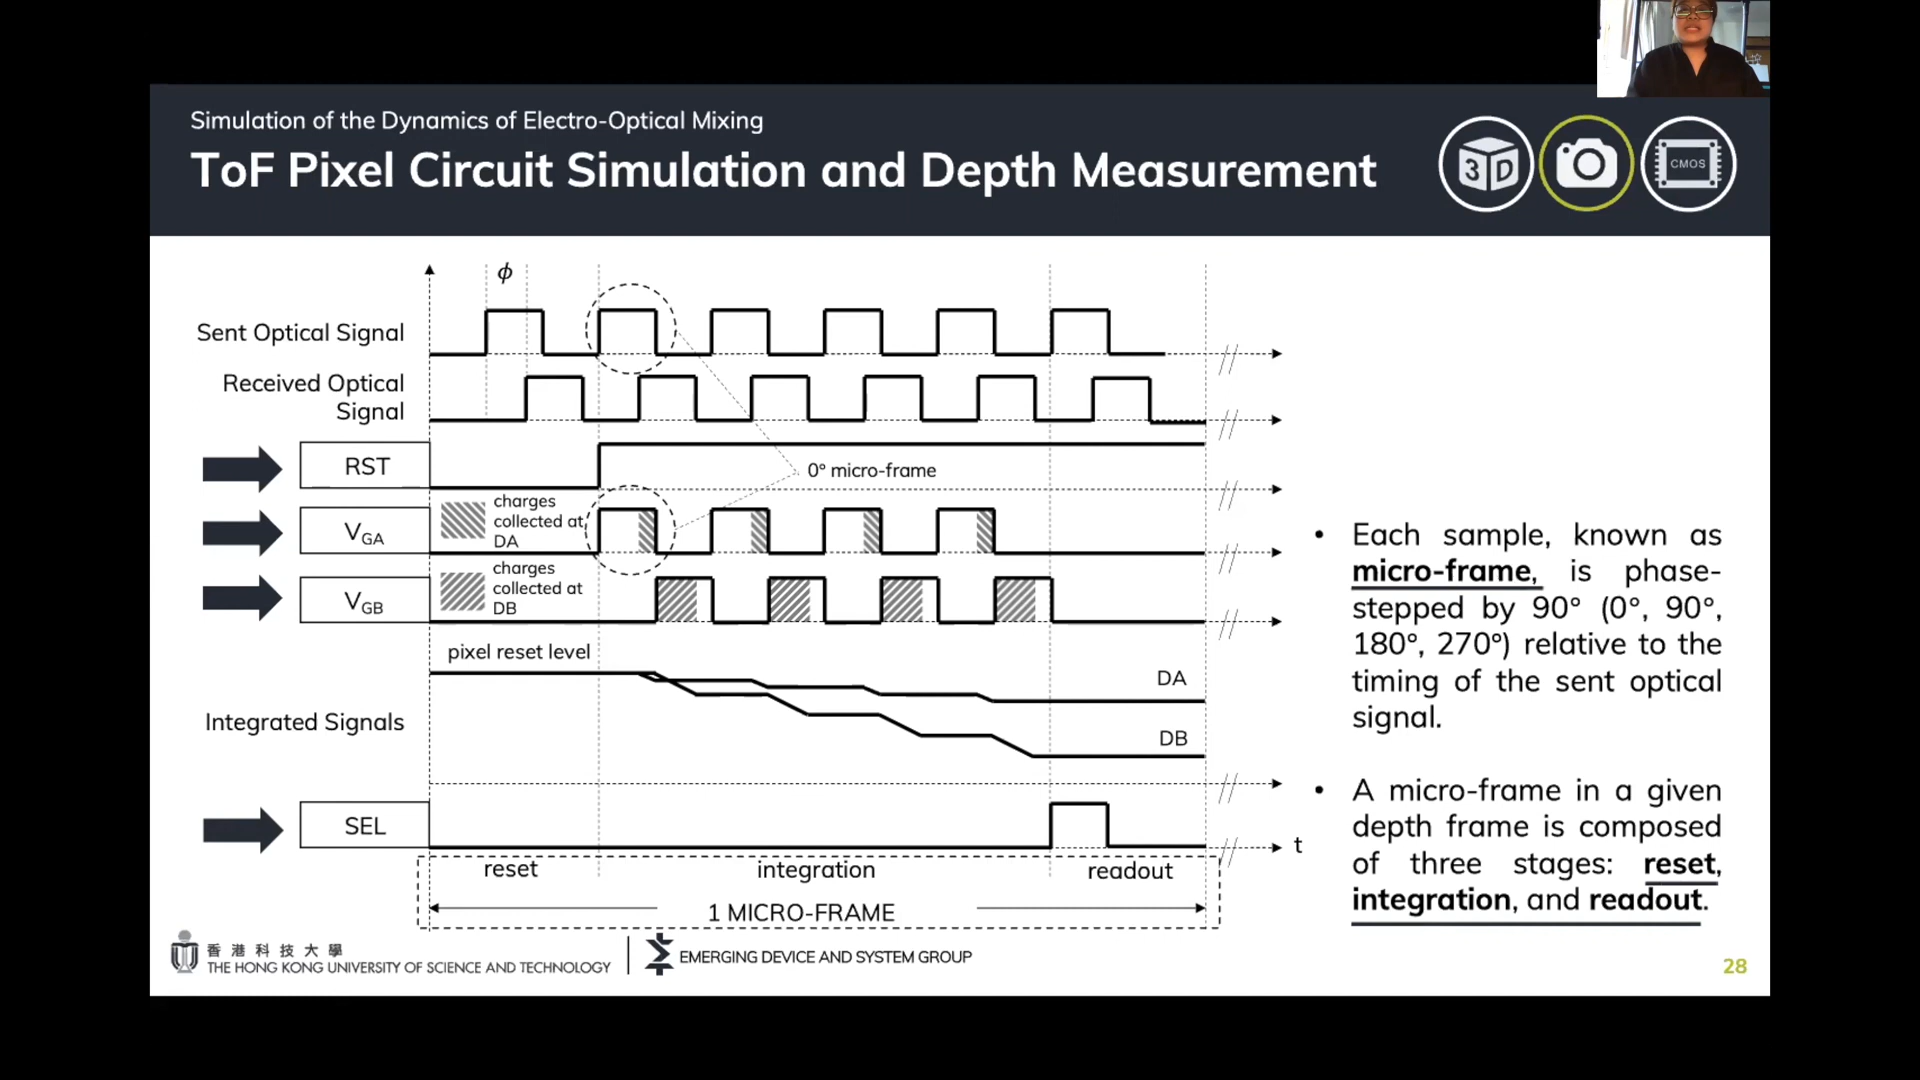 Simulation of the Dynamics of Electro-Optical Mixing
ToF Pixel Circuit Simulation and Depth Measurement
3D
CMOS
ϕ
Sent Optical Signal
Received Optical
Signal
RST
0° micro-frame
charges
collected at
DA
VGA
charges
collected at
DB
VGB
pixel reset level
DA
Integrated Signals
DB
SEL
t
reset
integration
readout
1 MICRO-FRAME
• Each sample, known as
micro-frame, is phase-
stepped by 90° (0°, 90°,
180°, 270°) relative to the
timing of the sent optical
signal.
• A micro-frame in a given
depth frame is composed
of three stages: reset,
integration, and readout.
香港科技大學
THE HONG KONG UNIVERSITY OF SCIENCE AND TECHNOLOGY
EMERGING DEVICE AND SYSTEM GROUP
28